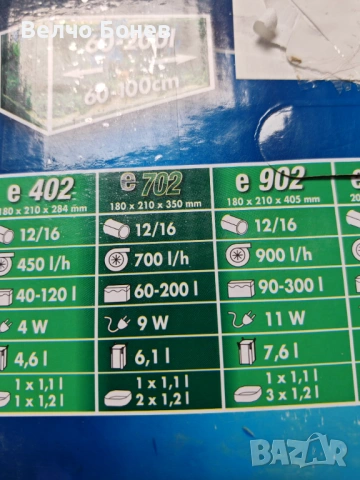 Велчо Бонев
60-200 l
60-100cm
e 402 e 702 e 902
180 x 210 x 284 mm 180 x 210 x 350 mm 180 x 210 x 405 mm
12/16 12/16 12/16
450 l/h 700 l/h 900 l/h
40-120 l 60-200 l 90-300 l
4 W 9 W 11 W
4,6 l 6,1 l 7,6 l
1 x 1,1 l 1 x 1,1 l 1 x 1,1 l
1 x 1,2 l 2 x 1,2 l 3 x 1,2 l
BAZAR